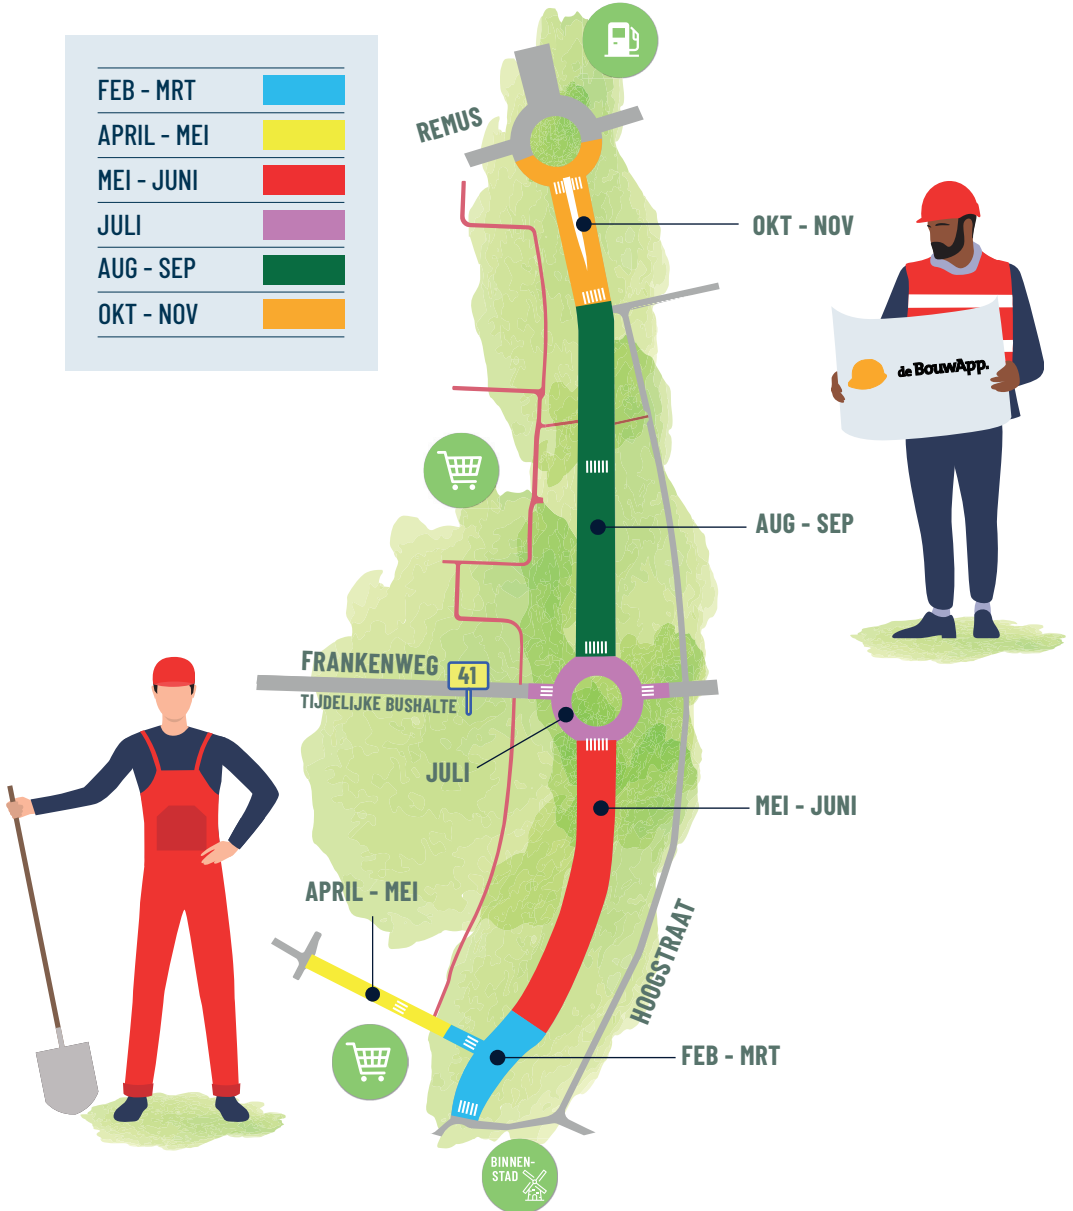 FEB - MRT
APRIL - MEI
MEI - JUNI
JULI
AUG - SEP
OKT - NOV
REMUS
OKT - NOV
de BouwApp.
AUG - SEP
FRANKENWEG
41
TIJDELIJKE BUSHALTE
JULI
MEI - JUNI
APRIL - MEI
HOOGSTRAAT
FEB - MRT
BINNEN-
STAD